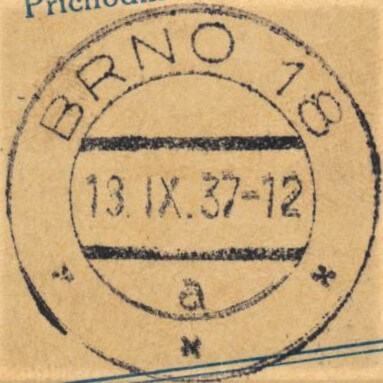 BRNO 18
13. IX. 37-12
a